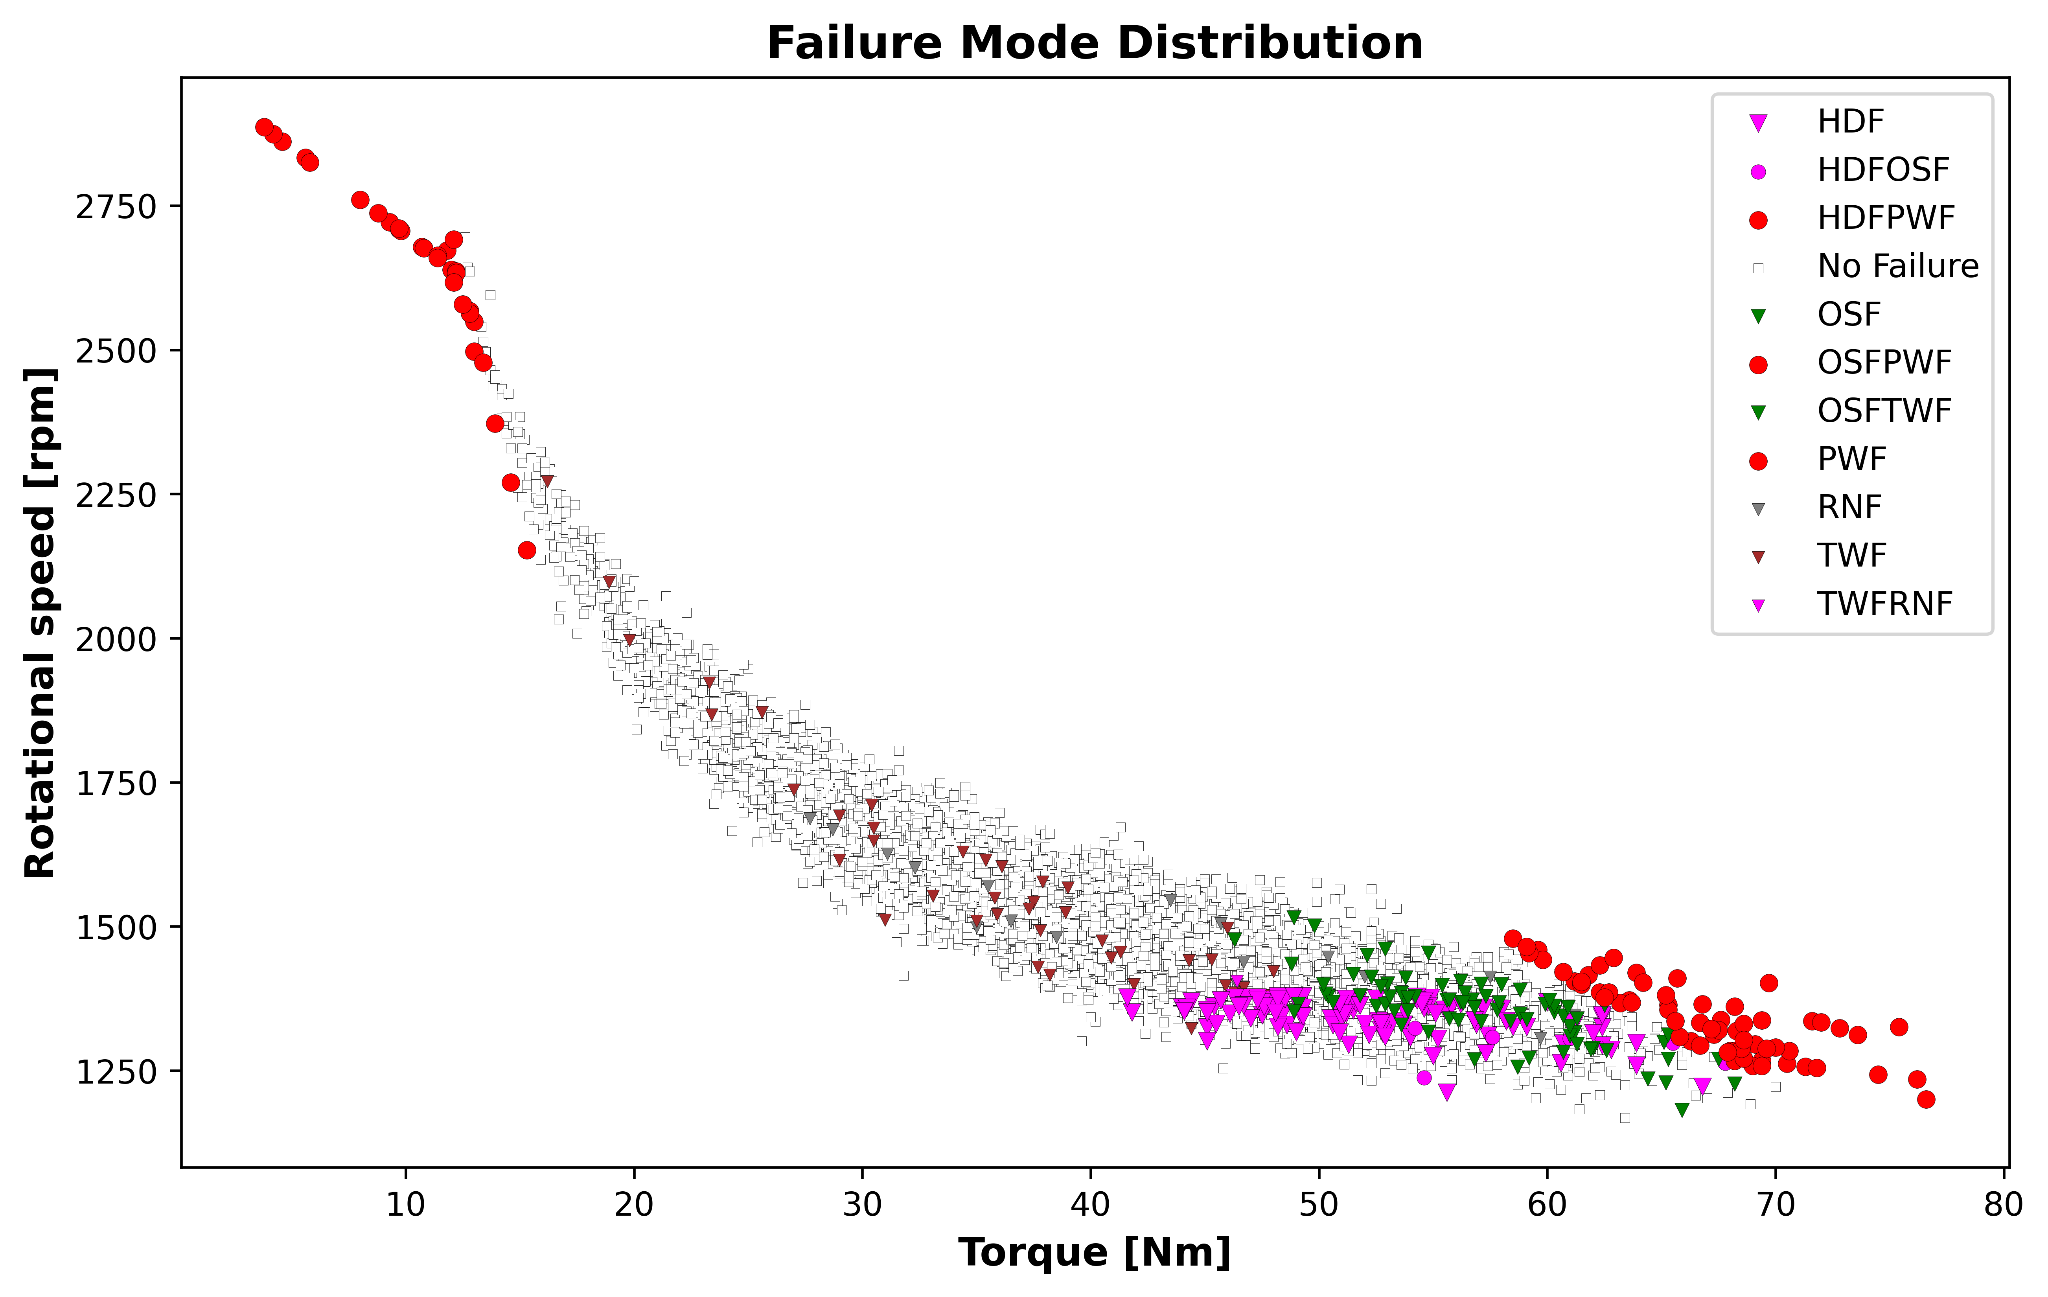 Failure Mode Distribution
HDF
HDFOSF
HDFPWF
No Failure
OSF
OSFPWF
OSFTWF
PWF
RNF
TWF
TWFRNF
Rotational speed [rpm]
2750
2500
2250
2000
1750
1500
1250
10 20 30 40 50 60 70 80
Torque [Nm]